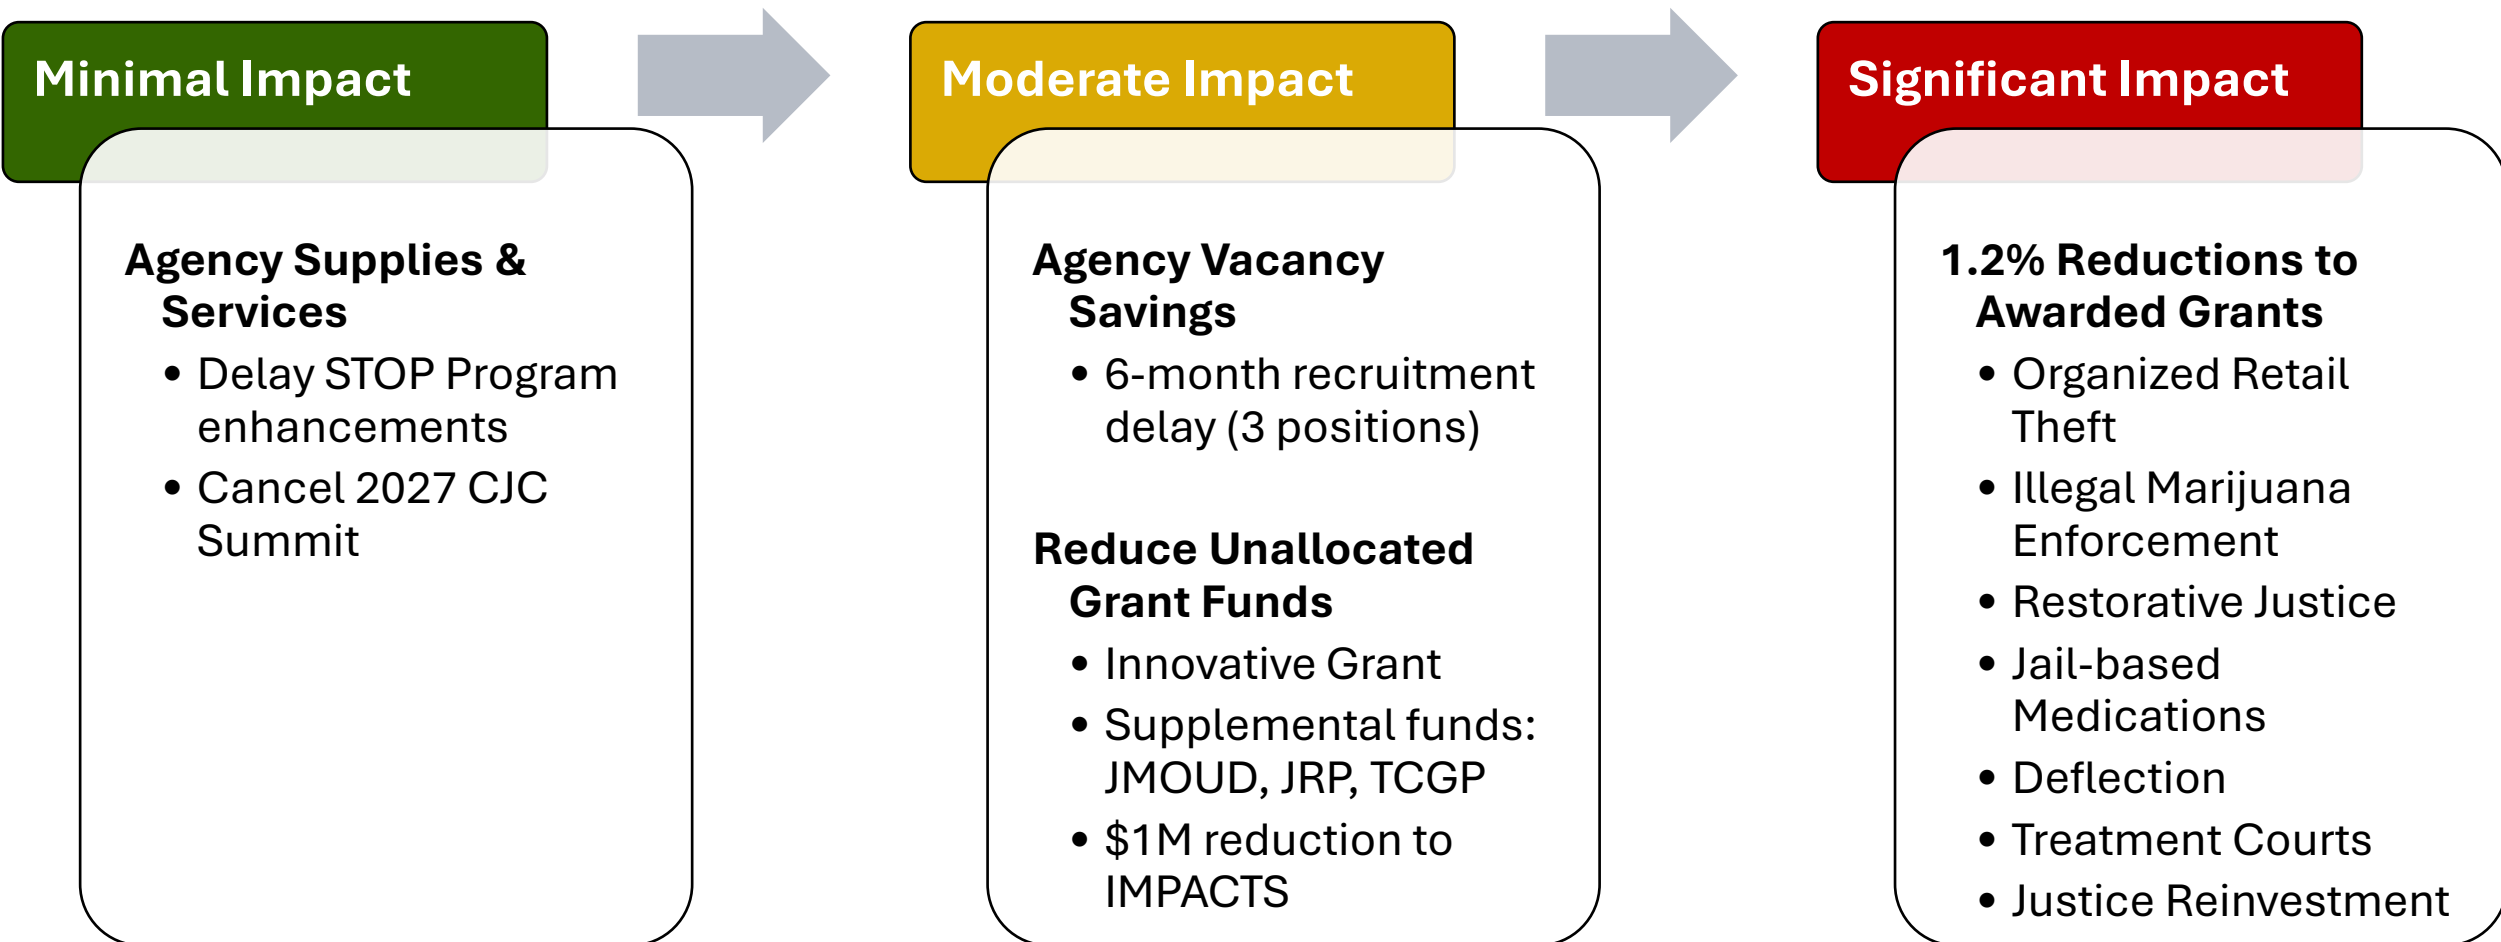 Minimal Impact
Agency Supplies &
Services
• Delay STOP Program
enhancements
• Cancel 2027 CJC
Summit
Moderate Impact
Agency Vacancy
Savings
• 6-month recruitment
delay (3 positions)
Reduce Unallocated
Grant Funds
• Innovative Grant
• Supplemental funds:
JMOUD, JRP, TCGP
• $1M reduction to
IMPACTS
Significant Impact
1.2% Reductions to
Awarded Grants
• Organized Retail
Theft
• Illegal Marijuana
Enforcement
• Restorative Justice
• Jail-based
Medications
• Deflection
• Treatment Courts
• Justice Reinvestment